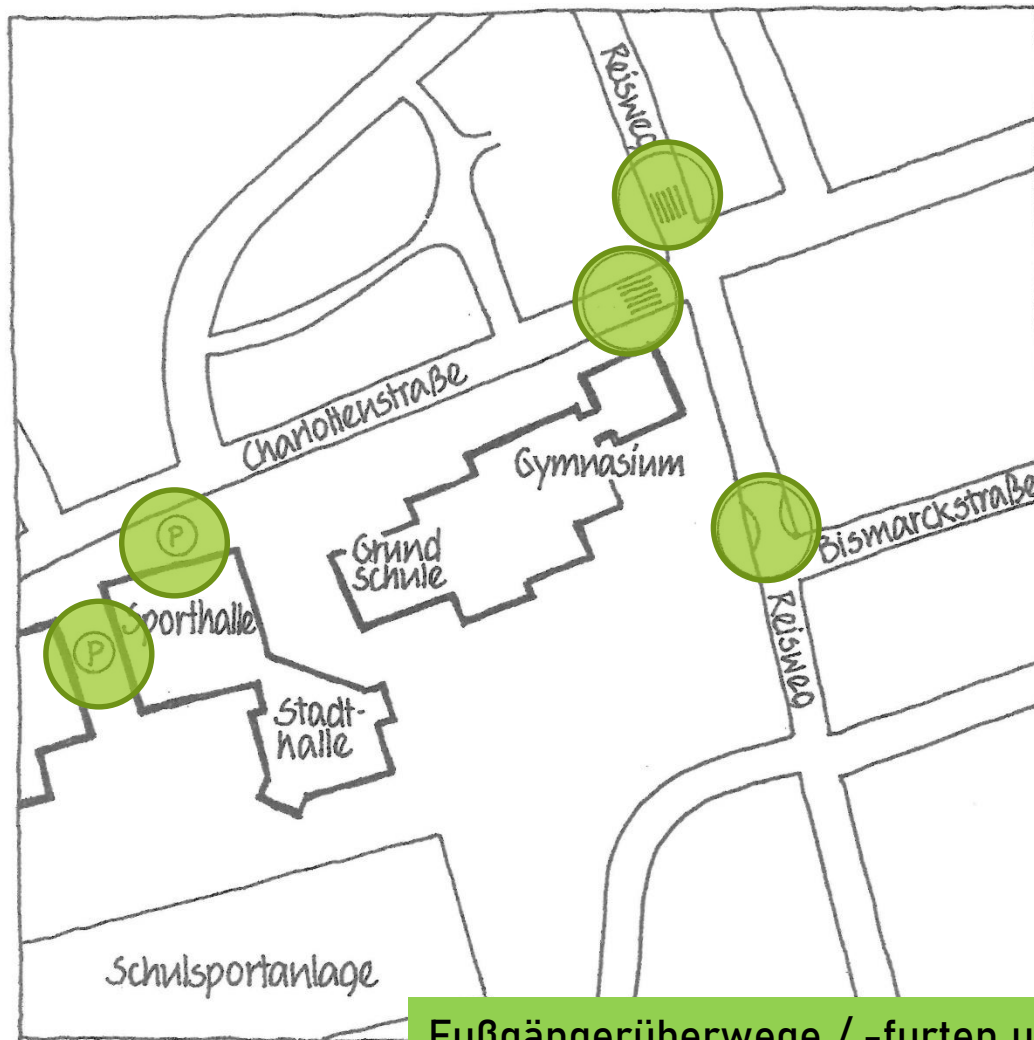 Reisweg
Charlottenstraße
Gymnasium
Bismarckstraße
P
Grund
schule
P
Sporthalle
Reisweg
Stadt-
halle
Schulsportanlage
Fußgängerüberwege / -furten u